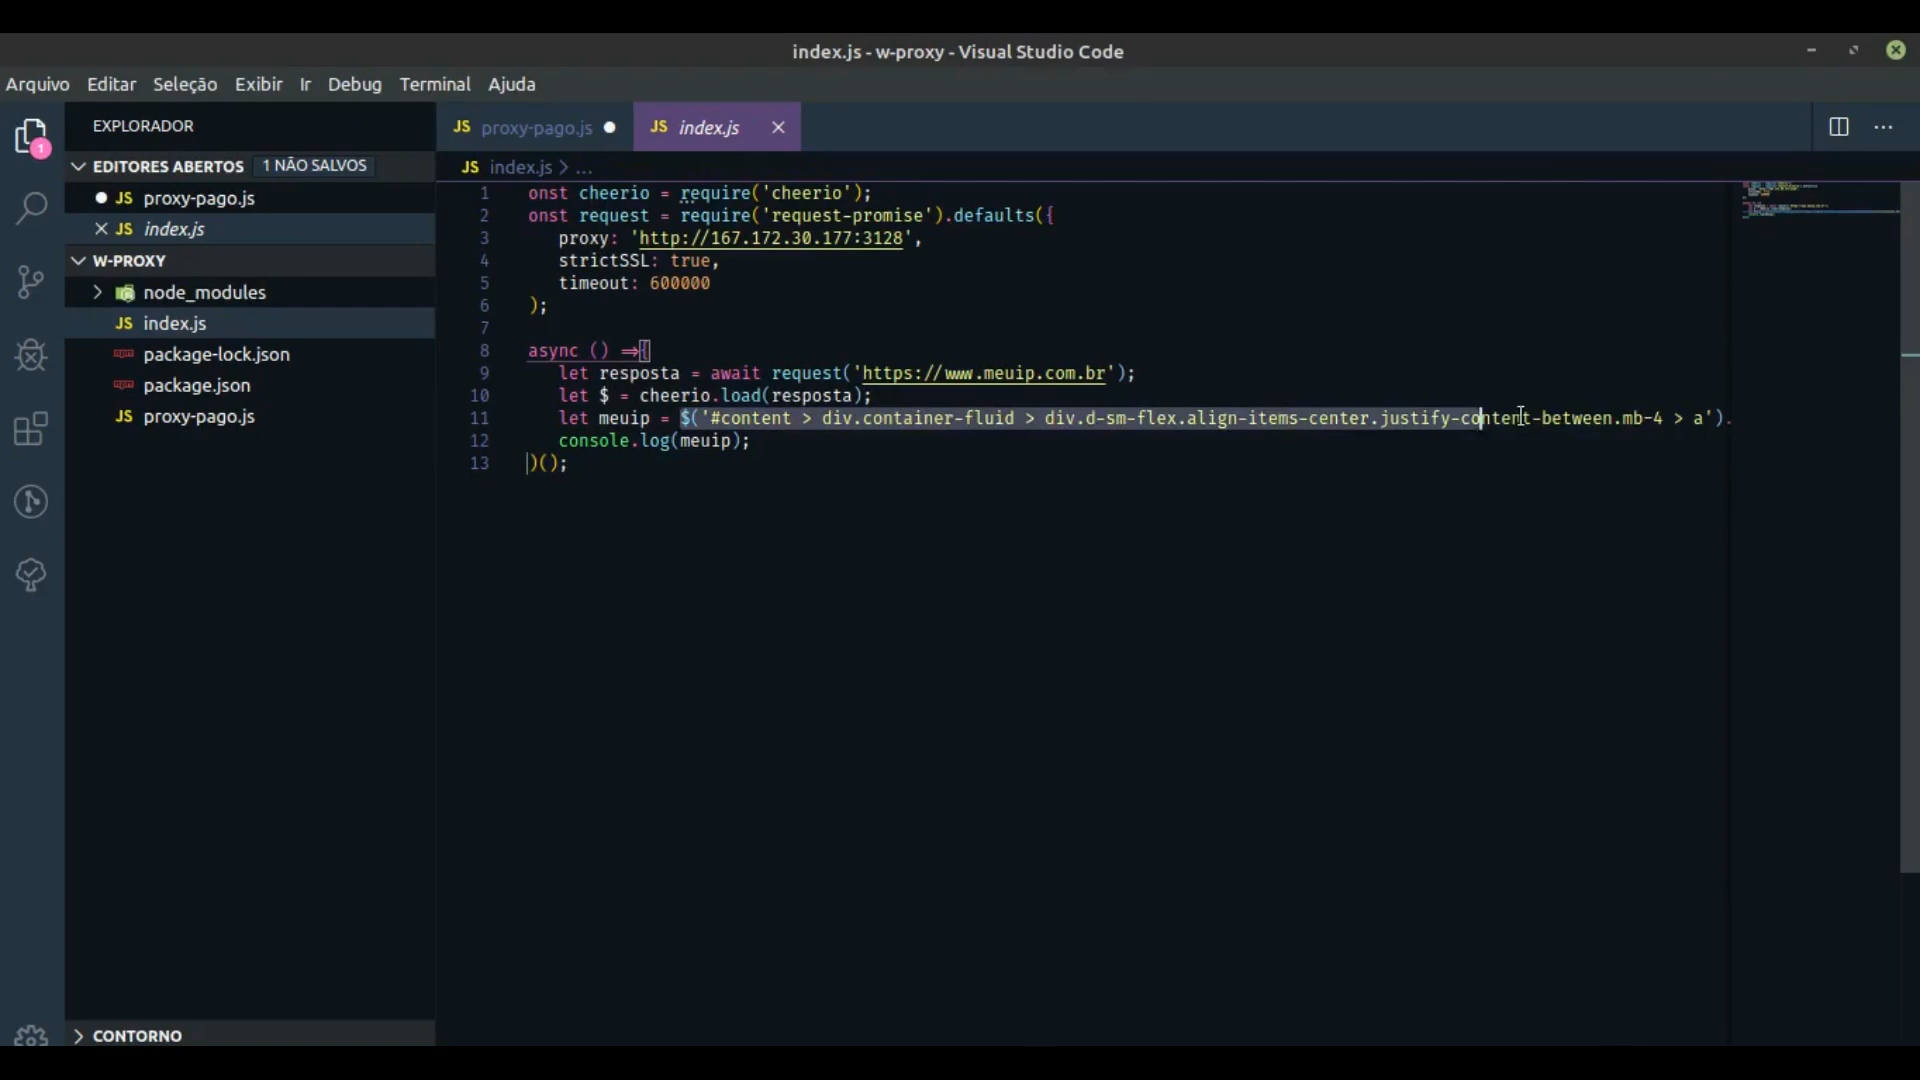 index.js - w-proxy - Visual Studio Code
Arquivo Editar Seleção Exibir Ir Debug Terminal Ajuda
EXPLORADOR
1
EDITORES ABERTOS 1 NÃO SALVOS
JS proxy-pago.js
JS index.js
W-PROXY
node_modules
JS index.js
package-lock.json
package.json
JS proxy-pago.js
CONTORNO
JS proxy-pago.js JS index.js
JS index.js > ...
1 onst cheerio = require('cheerio');
2 onst request = require('request-promise').defaults({
3 proxy: 'http://167.172.30.177:3128',
4 strictSSL: true,
5 timeout: 600000
6 );
7
8 async () =>{
9 let resposta = await request('https://www.meuip.com.br');
10 let $ = cheerio.load(resposta);
11 let meuip = $('#content > div.container-fluid > div.d-sm-flex.align-items-center.justify-content-between.mb-4 > a').
12 console.log(meuip);
13 )();